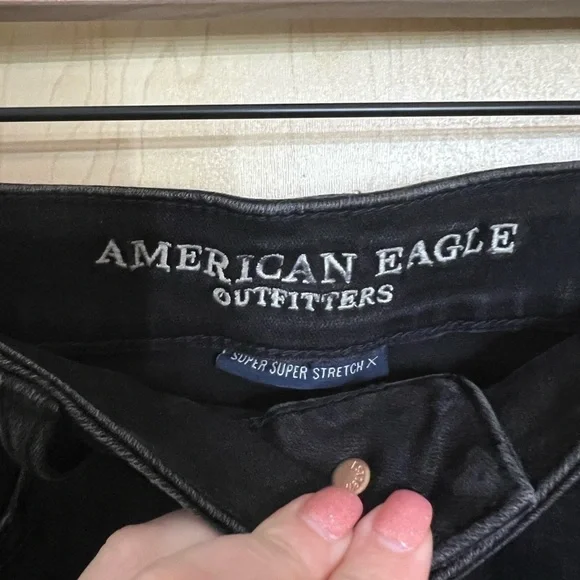 AMERICAN EAGLE
OUTFITTERS
SUPER SUPER STRETCH X